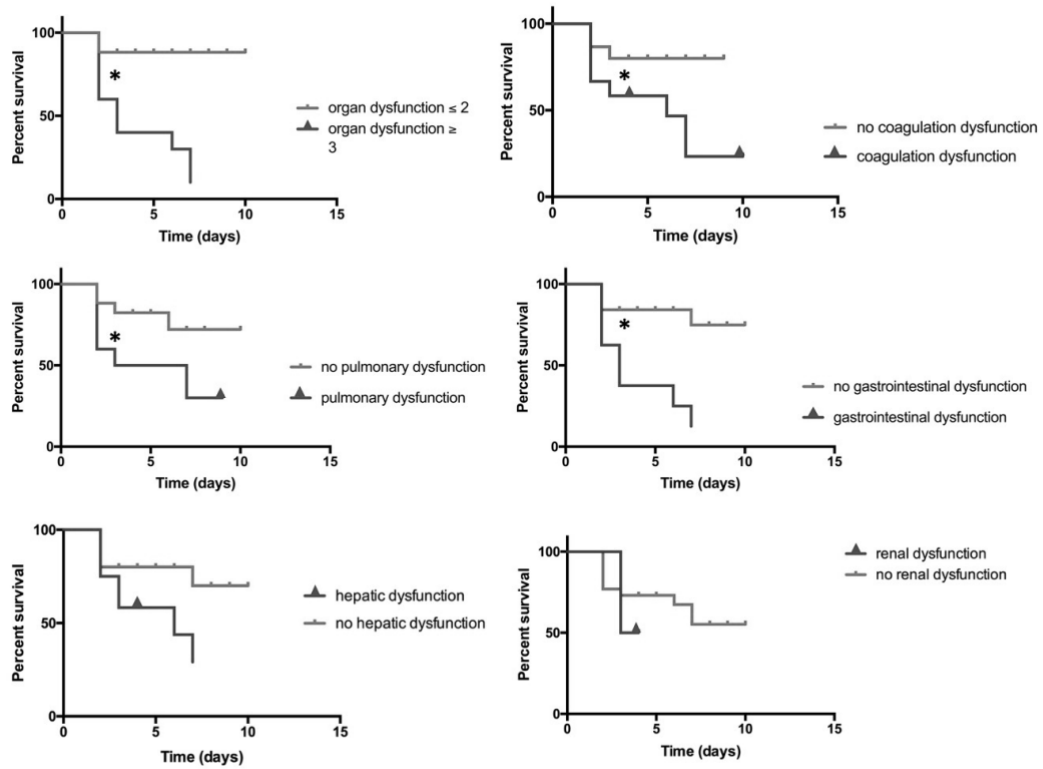 100
50
0
Percent survival
*
organ dysfunction ≤ 2
organ dysfunction ≥
3
0 5 10 15
Time (days)
100
50
0
Percent survival
*
no coagulation dysfunction
coagulation dysfunction
0 5 10 15
Time (days)
100
50
0
Percent survival
*
no pulmonary dysfunction
pulmonary dysfunction
0 5 10 15
Time (days)
100
50
0
Percent survival
*
no gastrointestinal dysfunction
gastrointestinal dysfunction
0 5 10 15
Time (days)
100
50
0
Percent survival
hepatic dysfunction
no hepatic dysfunction
0 5 10 15
Time (days)
100
50
0
Percent survival
renal dysfunction
no renal dysfunction
0 5 10 15
Time (days)